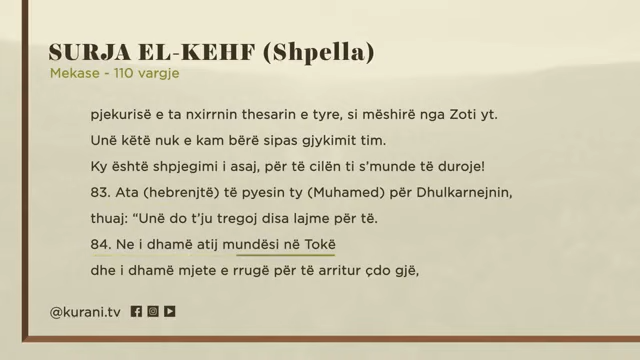 SURJA EL-KEHF (Shpella)
Mekase - 110 vargje
pjekurisë e ta nxirrnin thesarin e tyre, si mëshirë nga Zoti yt.
Unë këtë nuk e kam bërë sipas gjykimit tim.
Ky është shpjegimi i asaj, për të cilën ti s'munde të duroje!
83. Ata (hebrenjtë) të pyesin ty (Muhamed) për Dhulkarnejnin,
thuaj: “Unë do t'ju tregoj disa lajme për të.
84. Ne i dhamë atij mundësi në Tokë
dhe i dhamë mjete e rrugë për të arritur çdo gjë,
@kurani.tv